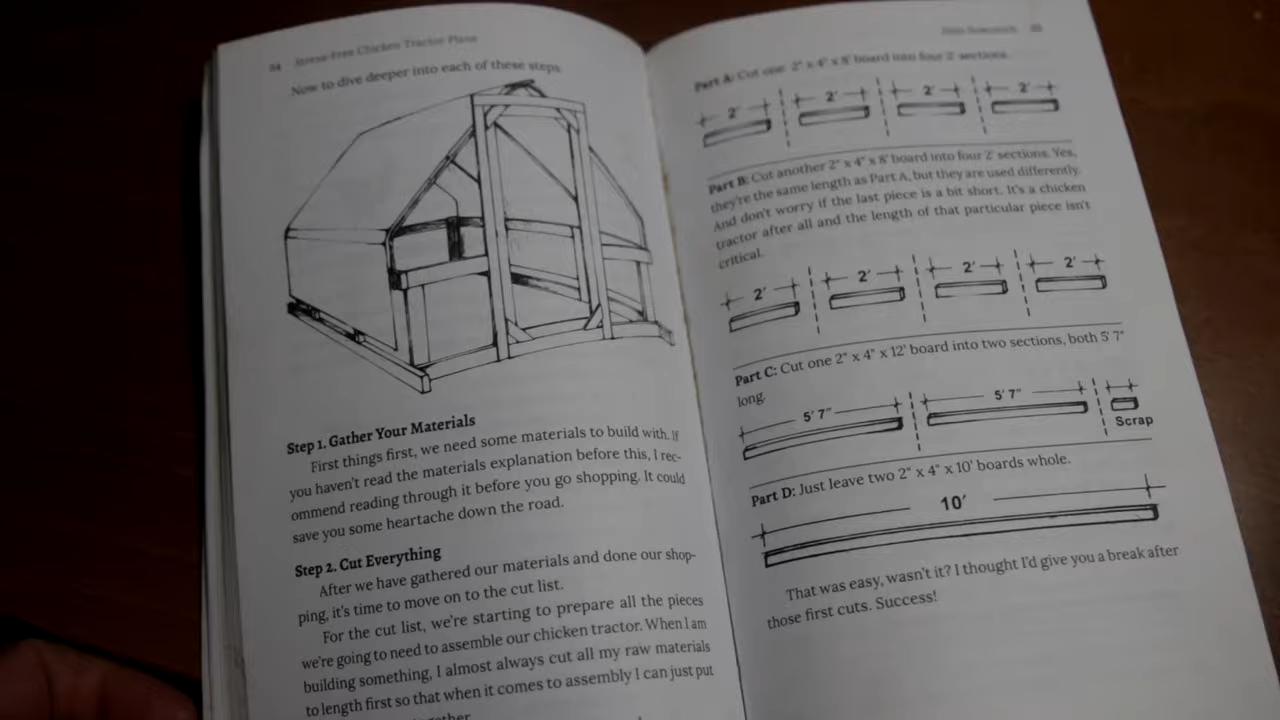 34 Stress-Free Chicken Tractor Plans
Now to dive deeper into each of these steps.
Step 1. Gather Your Materials
First things first, we need some materials to build with. If
you haven't read the materials explanation before this, I rec-
ommend reading through it before you go shopping. It could
save you some heartache down the road.
Step 2. Cut Everything
After we have gathered our materials and done our shop-
ping, it's time to move on to the cut list.
For the cut list, we're starting to prepare all the pieces
we're going to need to assemble our chicken tractor. When I am
building something, I almost always cut all my raw materials
to length first so that when it comes to assembly I can just put
together
Part A: Cut one 2" x 4" x 8' board into four 2' sections.
2' 2' 2' 2'
Part B: Cut another 2" x 4" x 8' board into four 2' sections. Yes,
they're the same length as Part A, but they are used differently.
And don't worry if the last piece is a bit short. It's a chicken
tractor after all and the length of that particular piece isn't
critical.
2' 2' 2' 2'
Part C: Cut one 2" x 4" x 12' board into two sections, both 5' 7"
long.
5' 7" 5' 7"
Scrap
Part D: Just leave two 2" x 4" x 10' boards whole.
10'
That was easy, wasn't it? I thought I'd give you a break after
those first cuts. Success!